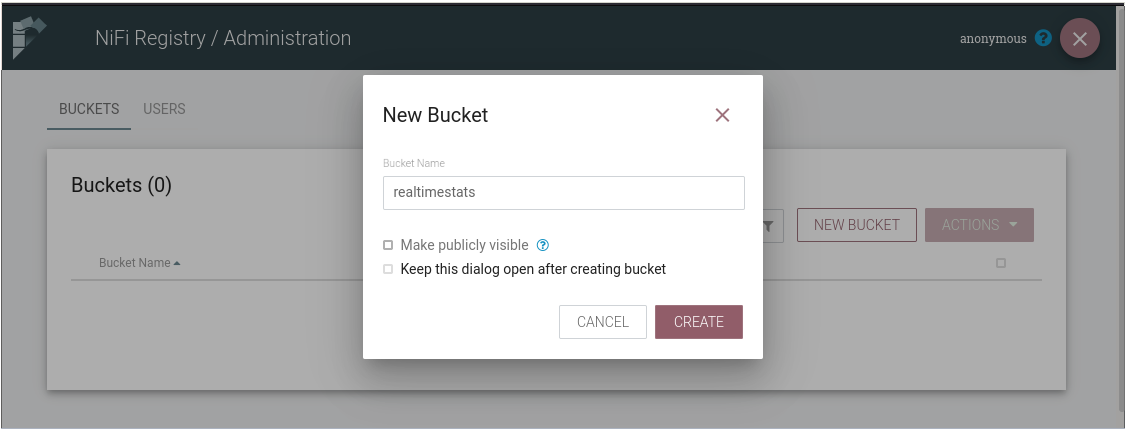 NiFi Registry / Administration
anonymous
BUCKETS USERS
Buckets (0)
NEW BUCKET ACTIONS
Bucket Name
New Bucket
Bucket Name
realtimestats
Make publicly visible
Keep this dialog open after creating bucket
CANCEL CREATE